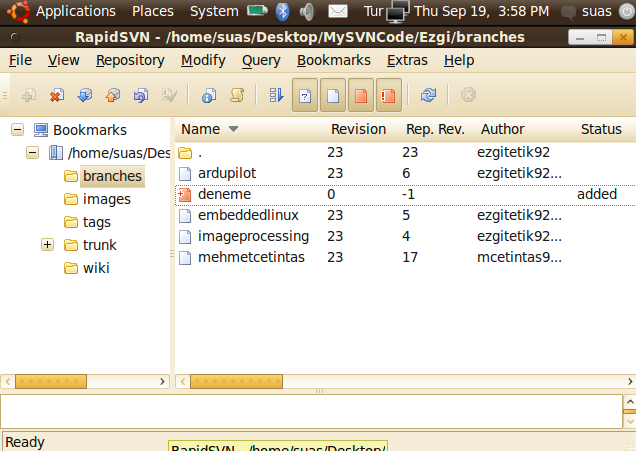 Applications Places System Tur Thu Sep 19, 3:58 PM suas
RapidSVN - /home/suas/Desktop/MySVNCode/Ezgi/branches
File View Repository Modify Query Bookmarks Extras Help
Bookmarks
/home/suas/Des
branches
images
tags
trunk
wiki
Name Revision Rep. Rev. Author Status
. 23 23 ezgitetik92
ardupilot 23 6 ezgitetik92...
deneme 0 -1 added
embeddedlinux 23 5 ezgitetik92...
imageprocessing 23 4 ezgitetik92...
mehmetcetintas 23 17 mcetintas9...
Ready
RapidSVN - /home/suas/Desktop/